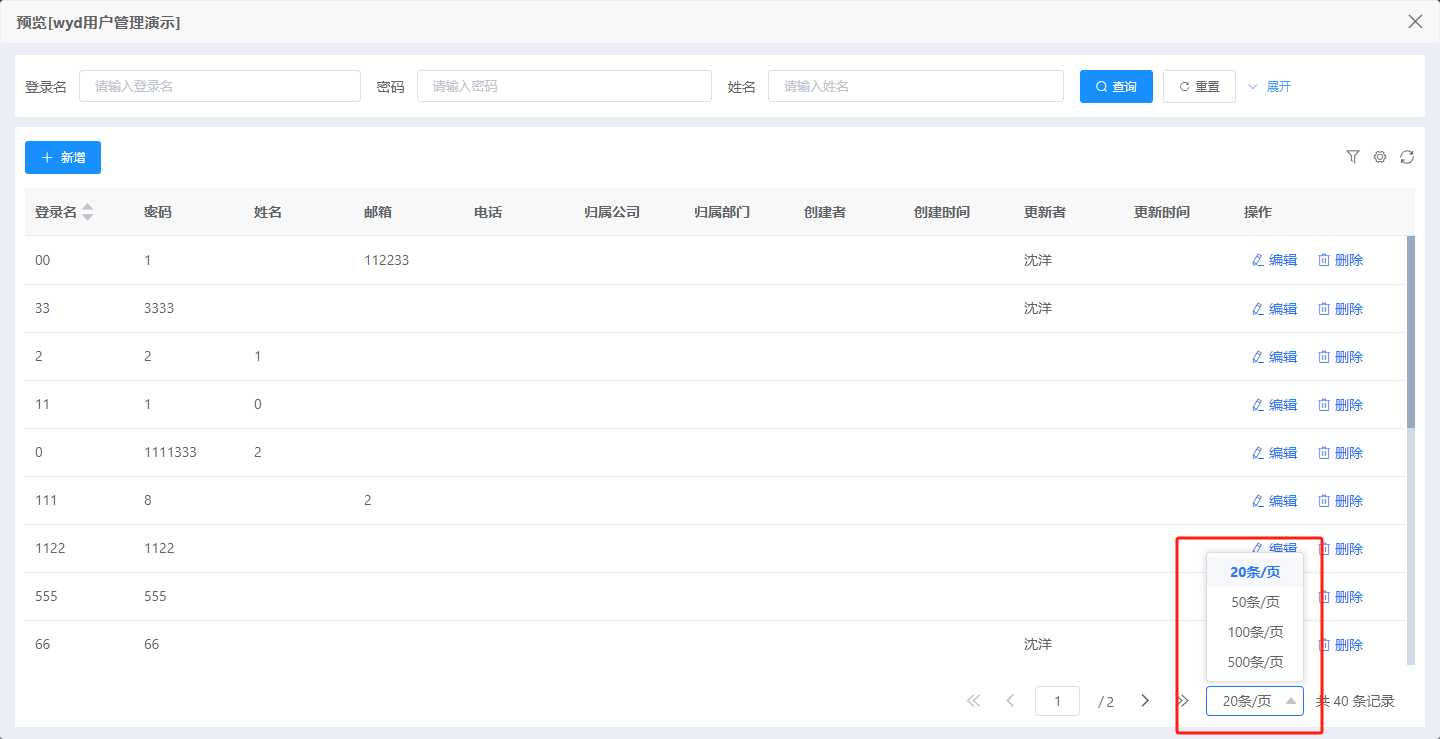 预览[wyd用户管理演示]
登录名 请输入登录名 密码 请输入密码 姓名 请输入姓名 查询 重置 展开
新增
登录名 密码 姓名 邮箱 电话 归属公司 归属部门 创建者 创建时间 更新者 更新时间 操作
00 1 112233 沈洋 编辑 删除
33 3333 沈洋 编辑 删除
2 2 1 编辑 删除
11 1 0 编辑 删除
0 1111333 2 编辑 删除
111 8 2 编辑 删除
1122 1122 编辑 删除
555 555 删除
66 66 沈洋 删除
20条/页
50条/页
100条/页
500条/页
1 / 2 20条/页 共 40 条记录